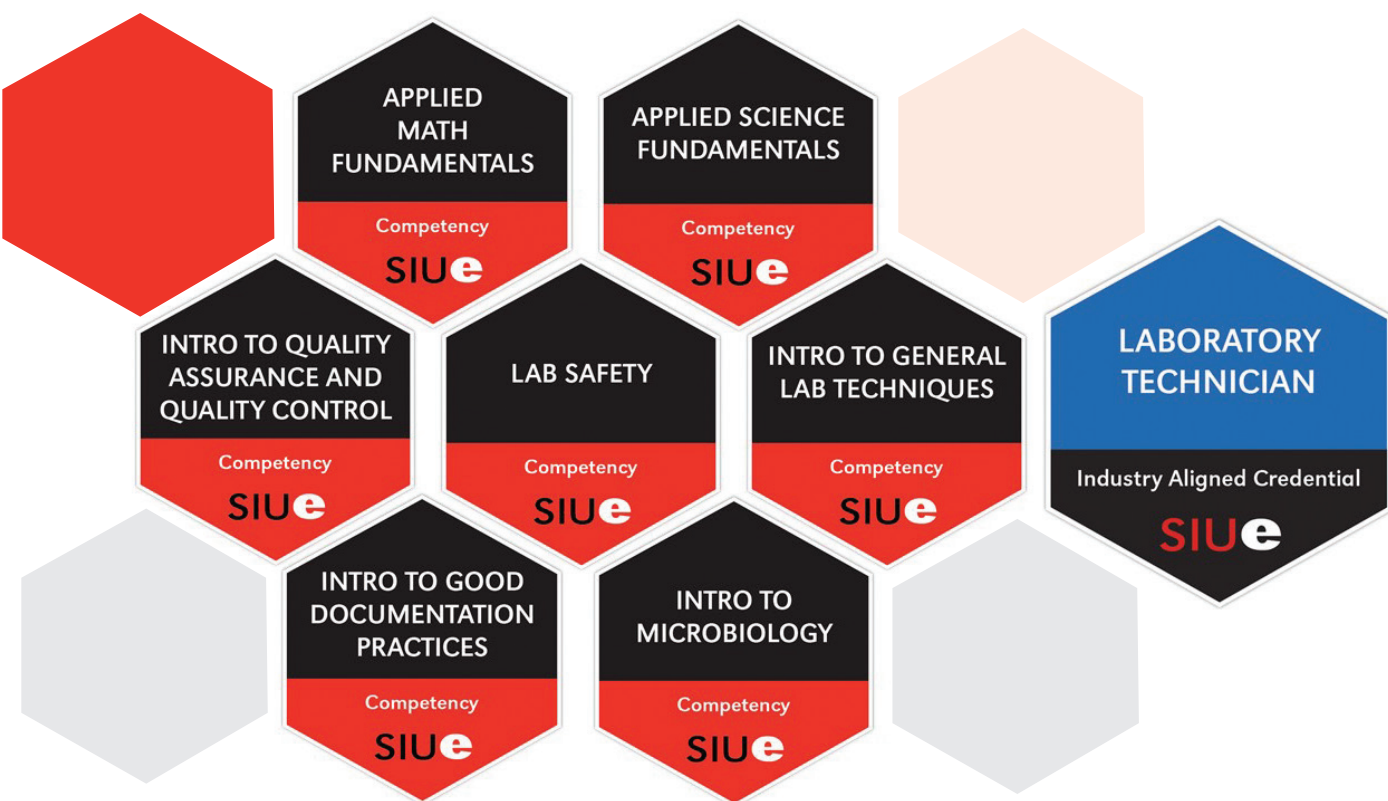 APPLIED
MATH
FUNDAMENTALS
Competency
SIUe
APPLIED SCIENCE
FUNDAMENTALS
Competency
SIUe
INTRO TO QUALITY
ASSURANCE AND
QUALITY CONTROL
Competency
SIUe
LAB SAFETY
Competency
SIUe
INTRO TO GENERAL
LAB TECHNIQUES
Competency
SIUe
LABORATORY
TECHNICIAN
Industry Aligned Credential
SIUe
INTRO TO GOOD
DOCUMENTATION
PRACTICES
Competency
SIUe
INTRO TO
MICROBIOLOGY
Competency
SIUe